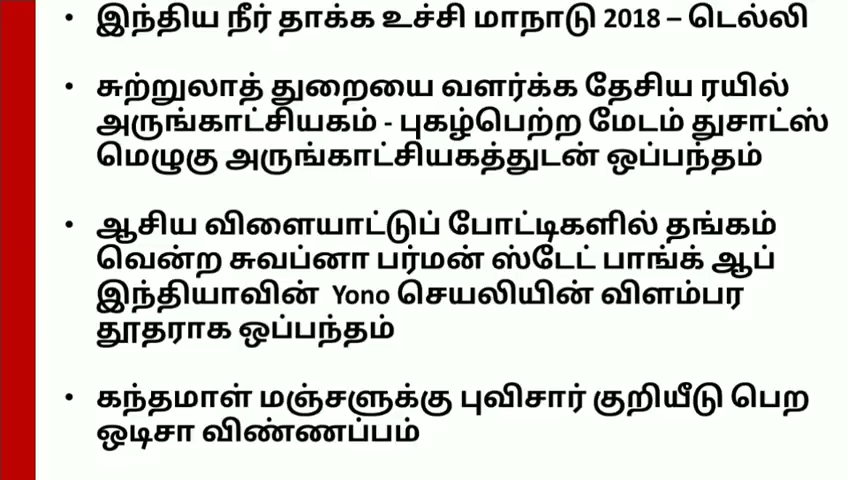 • இந்திய நீர் தாக்க உச்சி மாநாடு 2018 – டெல்லி
• சுற்றுலாத் துறையை வளர்க்க தேசிய ரயில்
அருங்காட்சியகம் - புகழ்பெற்ற மேடம் துசாட்ஸ்
மெழுகு அருங்காட்சியகத்துடன் ஒப்பந்தம்
• ஆசிய விளையாட்டுப் போட்டிகளில் தங்கம்
வென்ற சுவப்னா பர்மன் ஸ்டேட் பாங்க் ஆப்
இந்தியாவின் Yono செயலியின் விளம்பர
தூதராக ஒப்பந்தம்
• கந்தமாள் மஞ்சளுக்கு புவிசார் குறியீடு பெற
ஒடிசா விண்ணப்பம்